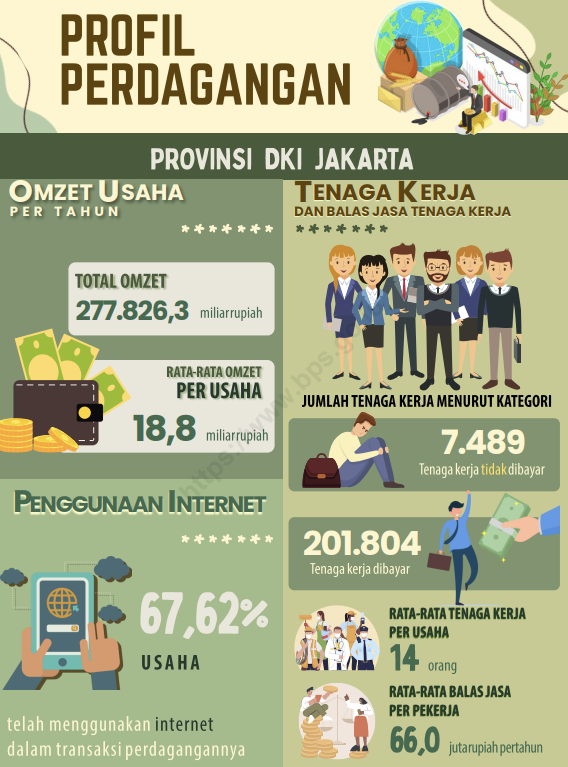 PROFIL
PERDAGANGAN
PROVINSI DKI JAKARTA
OMZET USAHA
PER TAHUN
TOTAL OMZET
277.826,3 miliarrupiah
RATA-RATA OMZET
PER USAHA
18,8 miliarrupiah
PENGGUNAAN INTERNET
67,62%
USAHA
telah menggunakan internet
dalam transaksi perdagangannya
TENAGA KERJA
DAN BALAS JASA TENAGA KERJA
JUMLAH TENAGA KERJA MENURUT KATEGORI
7.489
Tenaga kerja tidak dibayar
201.804
Tenaga kerja dibayar
RATA-RATA TENAGA KERJA
PER USAHA
14 orang
RATA-RATA BALAS JASA
PER PEKERJA
66,0 jutarupiah pertahun
https://www.bps.g